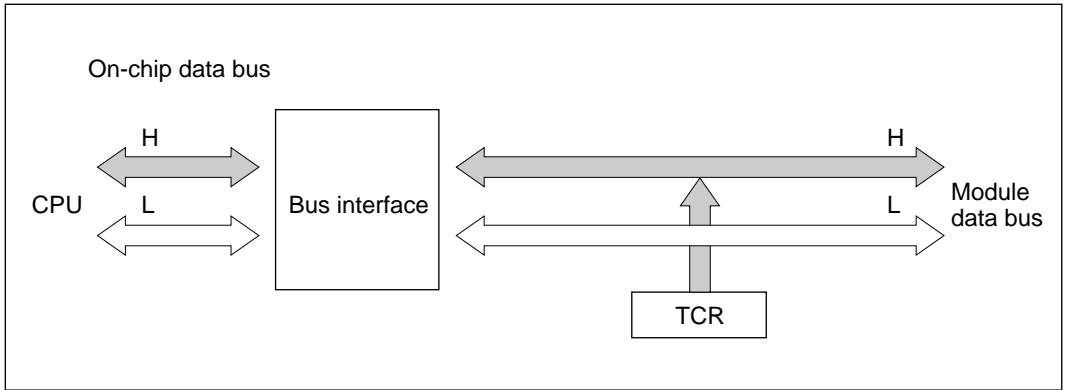 On-chip data bus
H
H
CPU
L
Bus interface
L
Module
data bus
TCR